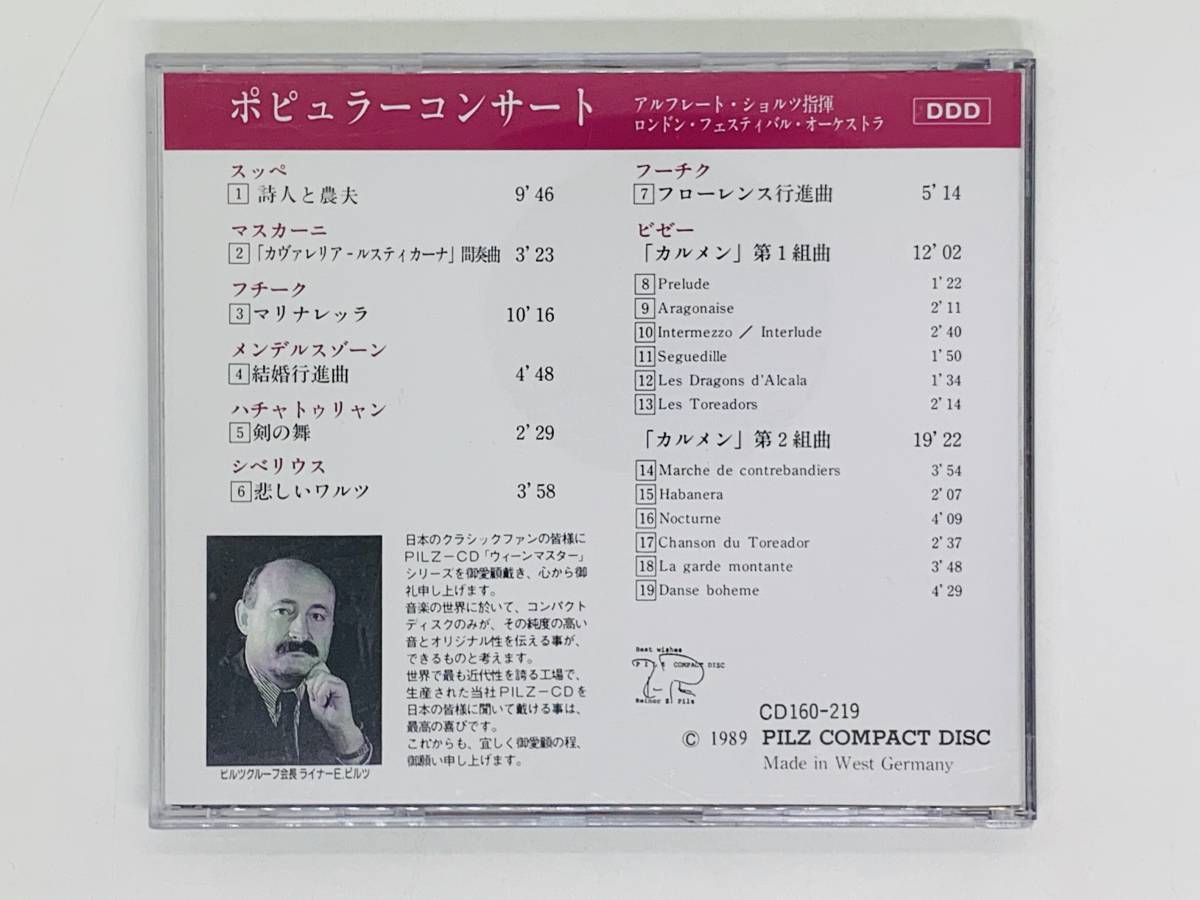 ポピュラーコンサート
アルフレート・ショルツ指揮
ロンドン・フェスティバル・オーケストラ
DDD
スッペ
1 詩人と農夫 9'46
マスカーニ
2 「カヴァレリア-ルスティカーナ」間奏曲 3'23
フチーク
3 マリナレッラ 10'16
メンデルスゾーン
4 結婚行進曲 4'48
ハチャトゥリャン
5 剣の舞 2'29
シベリウス
6 悲しいワルツ 3'58
フーチク
7 フローレンス行進曲 5'14
ビゼー
「カルメン」第1組曲 12'02
8 Prelude 1'22
9 Aragonaise 2'11
10 Intermezzo / Interlude 2'40
11 Seguedille 1'50
12 Les Dragons d'Alcala 1'34
13 Les Toreadors 2'14
「カルメン」第2組曲 19'22
14 Marche de contrebandiers 3'54
15 Habanera 2'07
16 Nocturne 4'09
17 Chanson du Toreador 2'37
18 La garde montante 3'48
19 Danse boheme 4'29
日本のクラシックファンの皆様に
PILZ-CD「ウィーンマスター」
シリーズを御愛顧戴き、心から御
礼申し上げます。
音楽の世界に於いて、コンパクト
ディスクのみが、その純度の高い
音とオリジナル性を伝える事が、
できるものと考えます。
世界で最も近代性を誇る工場で、
生産された当社PILZ-CDを
日本の皆様に聞いて戴ける事は、
最高の喜びです。
これからも、宜しく御愛顧の程、
御願い申し上げます。
ピルツグループ会長 ライナーE.ピルツ
Best wishes
PILZ COMPACT DISC
Reiner E. Pilz
CD160-219
© 1989 PILZ COMPACT DISC
Made in West Germany